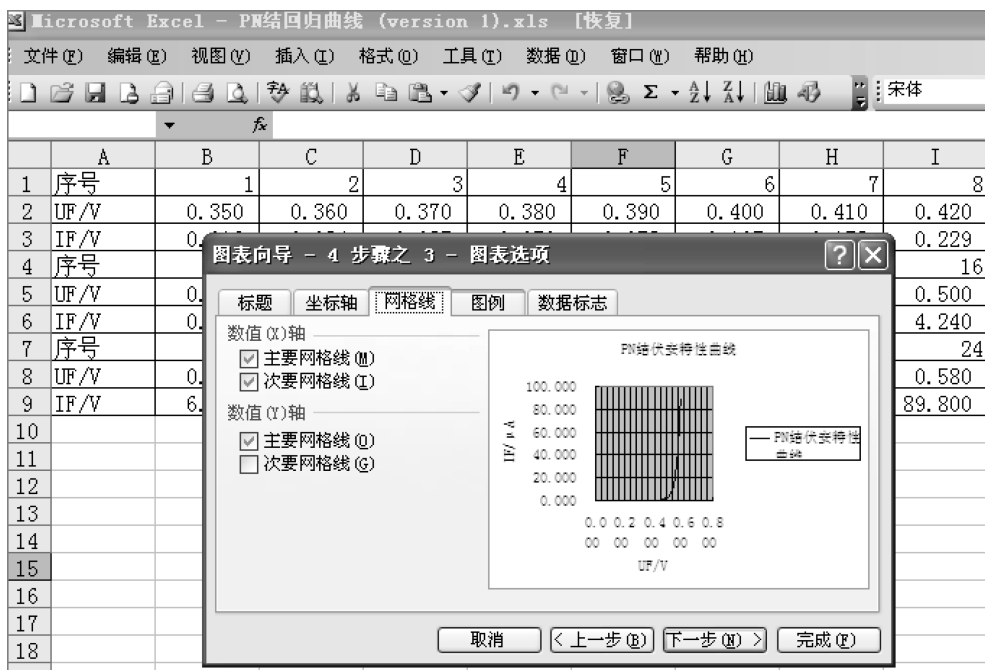 Microsoft Excel - PN结回归曲线 (version 1).xls [恢复]
文件(F) 编辑(E) 视图(V) 插入(I) 格式(O) 工具(T) 数据(D) 窗口(W) 帮助(H)
宋体
fx
A B C D E F G H I
1 序号 1 2 3 4 5 6 7 8
2 UF/V 0.350 0.360 0.370 0.380 0.390 0.400 0.410 0.420
3 IF/V 0.229
图表向导 - 4 步骤之 3 - 图表选项
4 序号 16
5 UF/V 0.500
6 IF/V 4.240
7 序号 24
8 UF/V 0.580
9 IF/V 89.800
10
11
12
13
14
15
16
17
18
标题 坐标轴 网格线 图例 数据标志
数值(X)轴
主要网格线(M)
次要网格线(I)
数值(Y)轴
主要网格线(O)
次要网格线(G)
PN结伏安特性曲线
100.000
80.000
60.000
40.000
20.000
0.000
IF/μA
0.000 0.200 0.400 0.600 0.800
UF/V
PN结伏安特性曲线
取消 < 上一步(B) 下一步(N) > 完成(F)